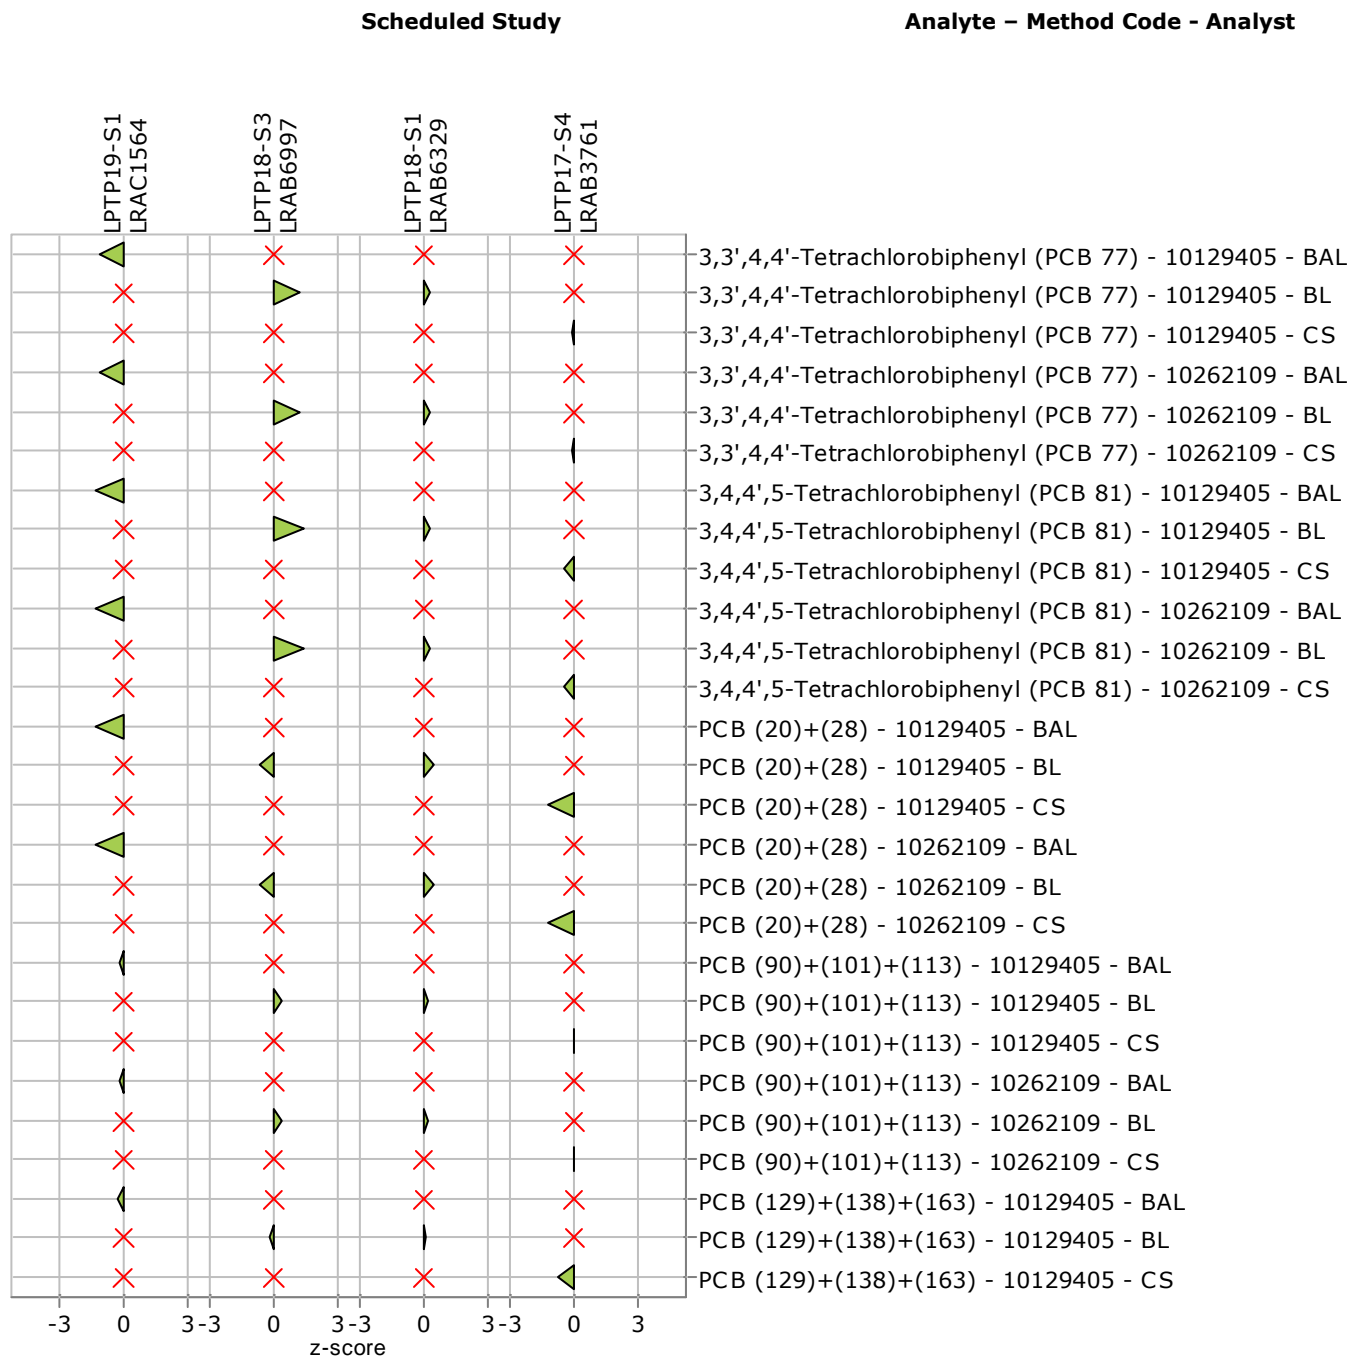 Scheduled Study
Analyte – Method Code - Analyst
LPTP19-S1
LRAC1564
LPTP18-S3
LRAB6997
LPTP18-S1
LRAB6329
LPTP17-S4
LRAB3761
3,3',4,4'-Tetrachlorobiphenyl (PCB 77) - 10129405 - BAL
3,3',4,4'-Tetrachlorobiphenyl (PCB 77) - 10129405 - BL
3,3',4,4'-Tetrachlorobiphenyl (PCB 77) - 10129405 - CS
3,3',4,4'-Tetrachlorobiphenyl (PCB 77) - 10262109 - BAL
3,3',4,4'-Tetrachlorobiphenyl (PCB 77) - 10262109 - BL
3,3',4,4'-Tetrachlorobiphenyl (PCB 77) - 10262109 - CS
3,4,4',5-Tetrachlorobiphenyl (PCB 81) - 10129405 - BAL
3,4,4',5-Tetrachlorobiphenyl (PCB 81) - 10129405 - BL
3,4,4',5-Tetrachlorobiphenyl (PCB 81) - 10129405 - CS
3,4,4',5-Tetrachlorobiphenyl (PCB 81) - 10262109 - BAL
3,4,4',5-Tetrachlorobiphenyl (PCB 81) - 10262109 - BL
3,4,4',5-Tetrachlorobiphenyl (PCB 81) - 10262109 - CS
PCB (20)+(28) - 10129405 - BAL
PCB (20)+(28) - 10129405 - BL
PCB (20)+(28) - 10129405 - CS
PCB (20)+(28) - 10262109 - BAL
PCB (20)+(28) - 10262109 - BL
PCB (20)+(28) - 10262109 - CS
PCB (90)+(101)+(113) - 10129405 - BAL
PCB (90)+(101)+(113) - 10129405 - BL
PCB (90)+(101)+(113) - 10129405 - CS
PCB (90)+(101)+(113) - 10262109 - BAL
PCB (90)+(101)+(113) - 10262109 - BL
PCB (90)+(101)+(113) - 10262109 - CS
PCB (129)+(138)+(163) - 10129405 - BAL
PCB (129)+(138)+(163) - 10129405 - BL
PCB (129)+(138)+(163) - 10129405 - CS
-3 0 3 -3 0 3 -3 0 3 -3 0 3
z-score